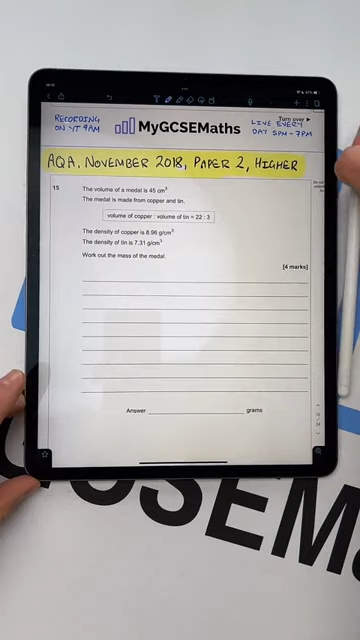 Turn over ▶
RECORDING
ON YT 9AM
MyGCSEMaths
LIVE EVERY
DAY 5PM - 7PM
AQA, NOVEMBER 2018, PAPER 2, HIGHER
15
The volume of a medal is 45 cm³
The medal is made from copper and tin.
volume of copper : volume of tin = 22 : 3
The density of copper is 8.96 g/cm³
The density of tin is 7.31 g/cm³
Work out the mass of the medal.
[4 marks]
Answer
grams